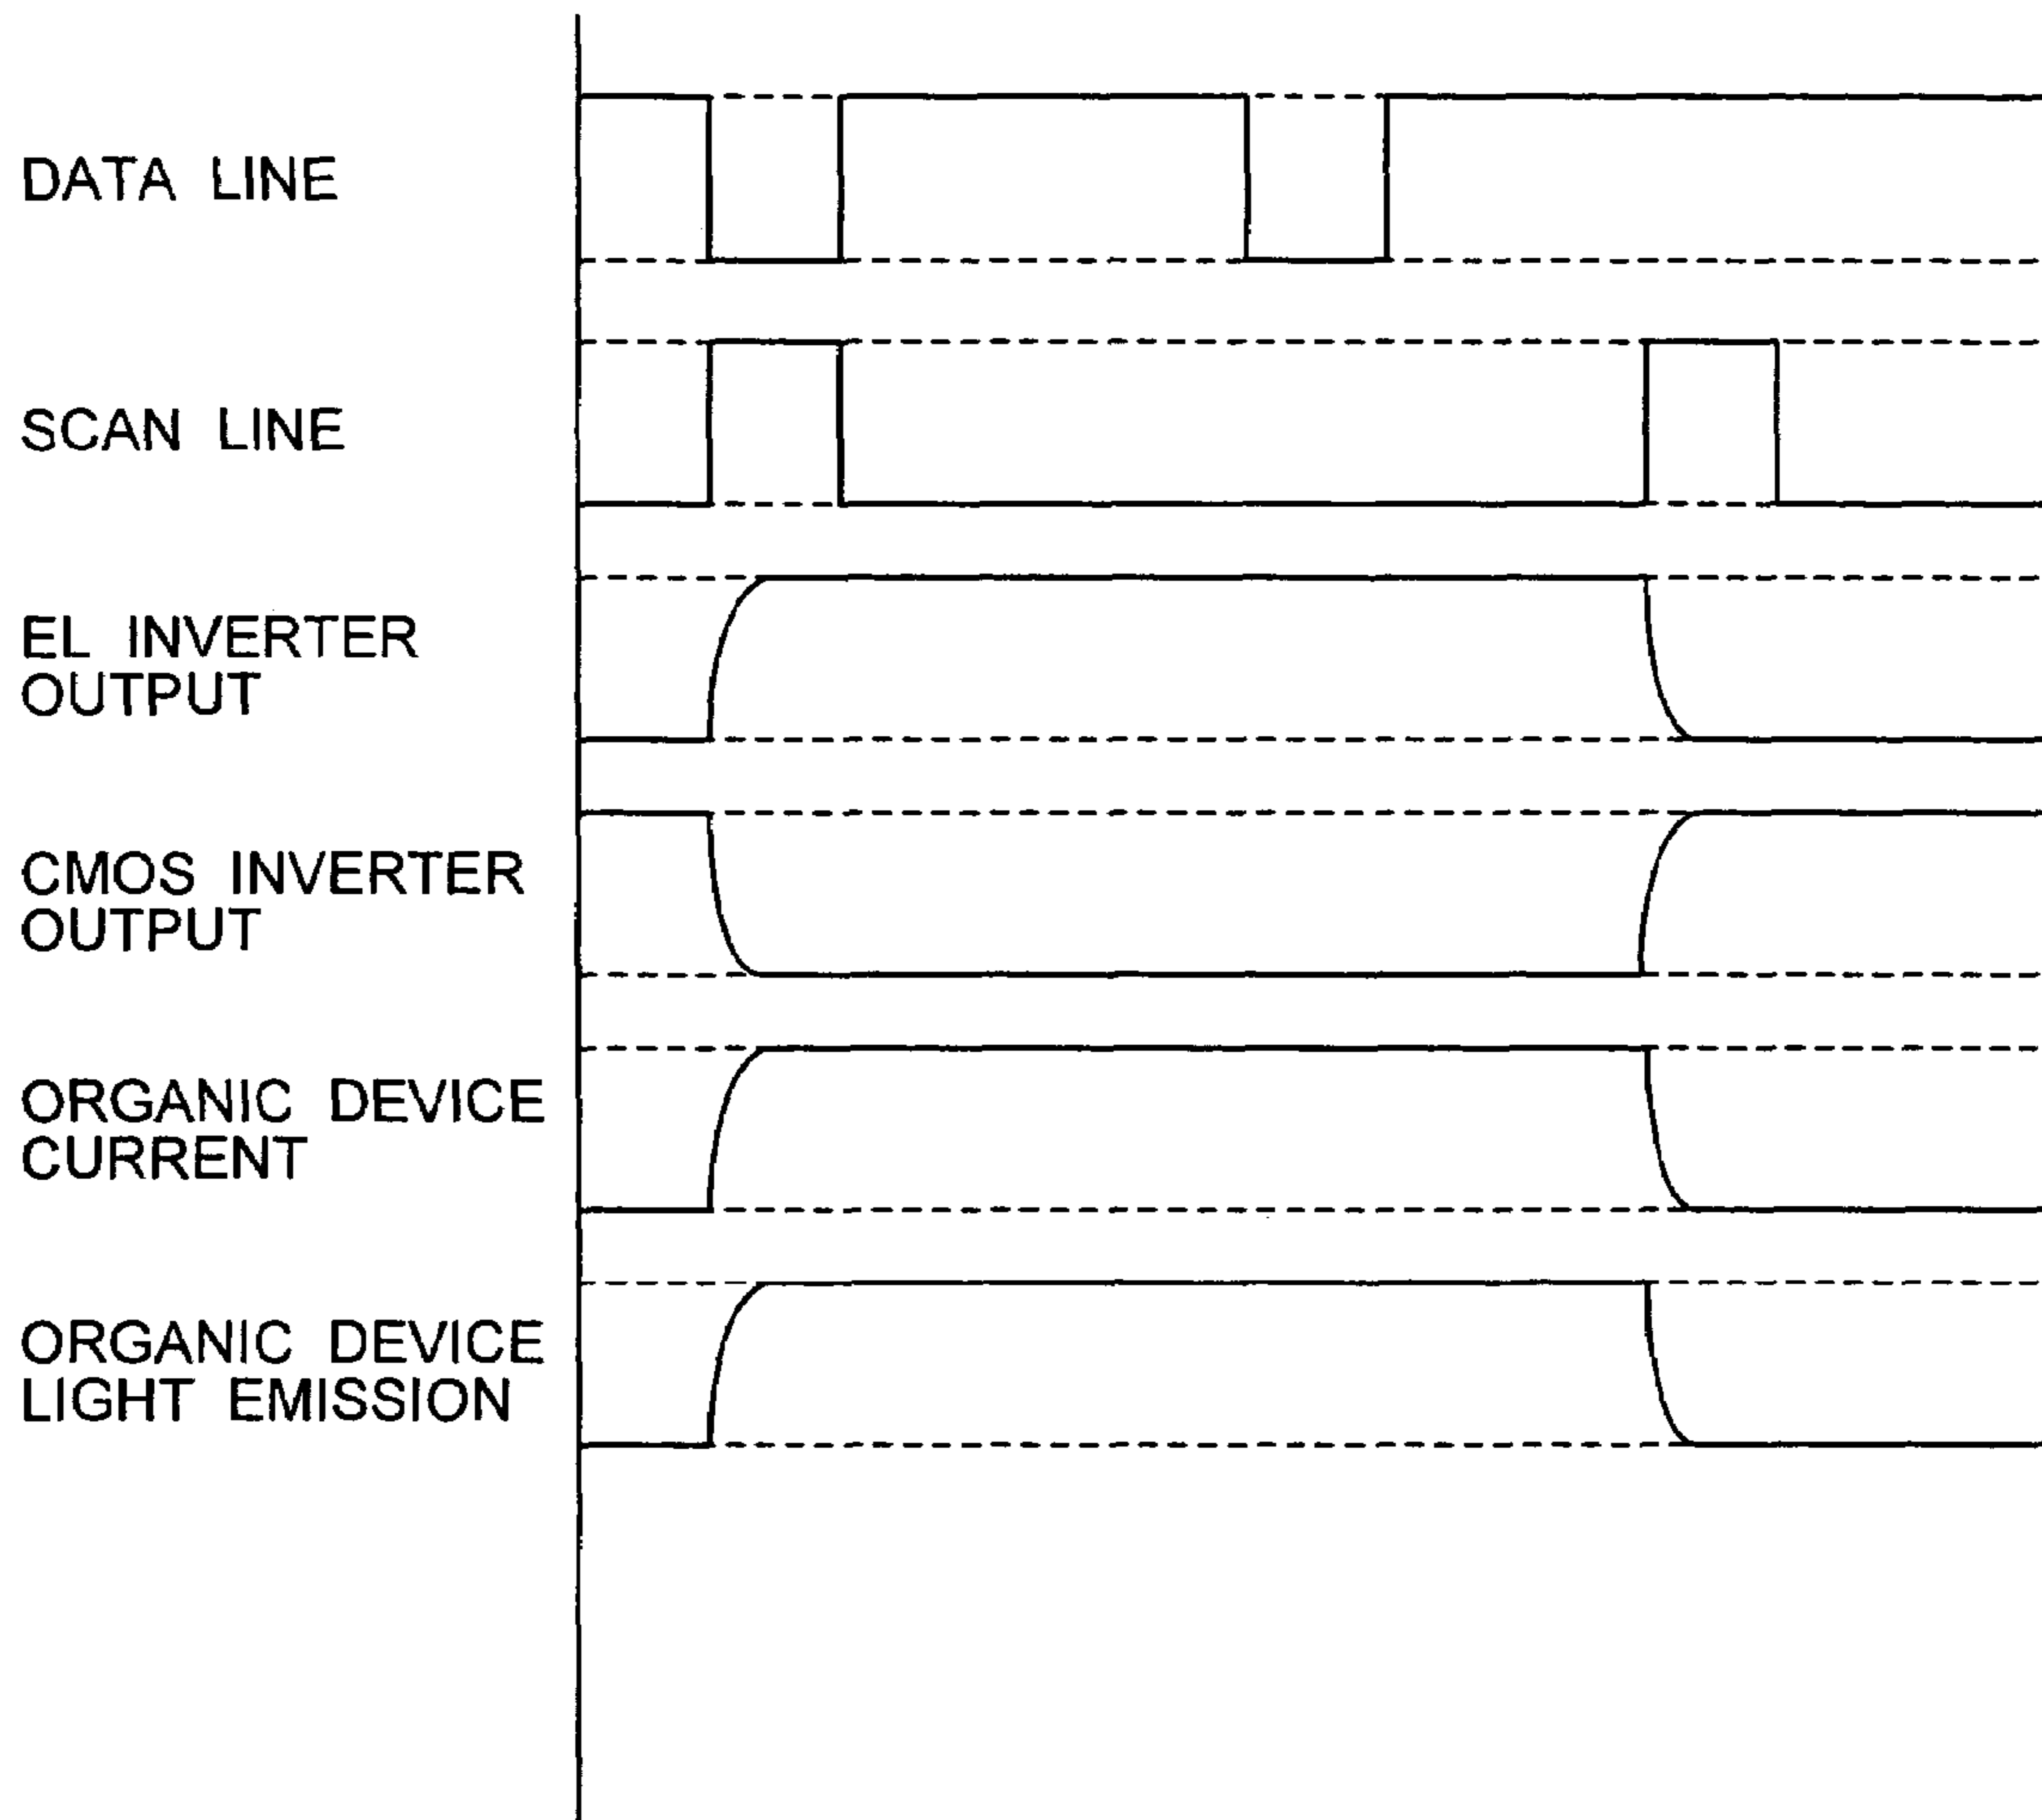 DATA LINE
SCAN LINE
EL INVERTER
OUTPUT
CMOS INVERTER
OUTPUT
ORGANIC DEVICE
CURRENT
ORGANIC DEVICE
LIGHT EMISSION